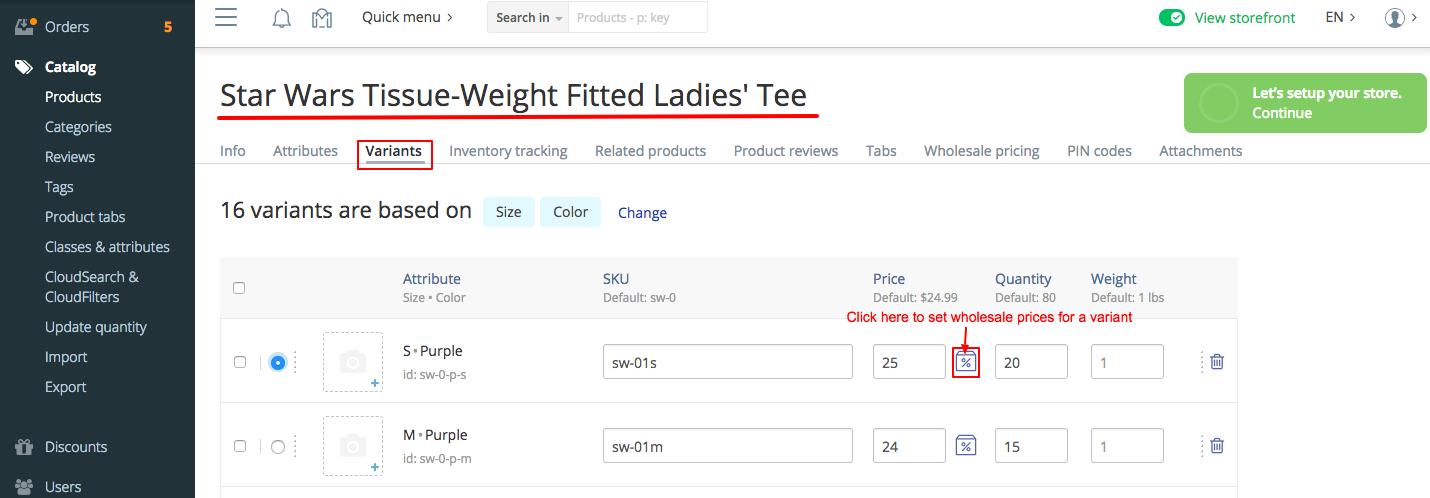 Orders 5
Catalog
Products
Categories
Reviews
Tags
Product tabs
Classes & attributes
CloudSearch &
CloudFilters
Update quantity
Import
Export
Discounts
Users
Quick menu
Search in Products - p: key
View storefront
EN
Star Wars Tissue-Weight Fitted Ladies' Tee
Let's setup your store.
Continue
Info Attributes Variants Inventory tracking Related products Product reviews Tabs Wholesale pricing PIN codes Attachments
16 variants are based on Size Color Change
Attribute SKU Price Quantity Weight
Size • Color Default: sw-0 Default: $24.99 Default: 80 Default: 1 lbs
Click here to set wholesale prices for a variant
S • Purple sw-01s 25 % 20 1
id: sw-0-p-s
M • Purple sw-01m 24 % 15 1
id: sw-0-p-m